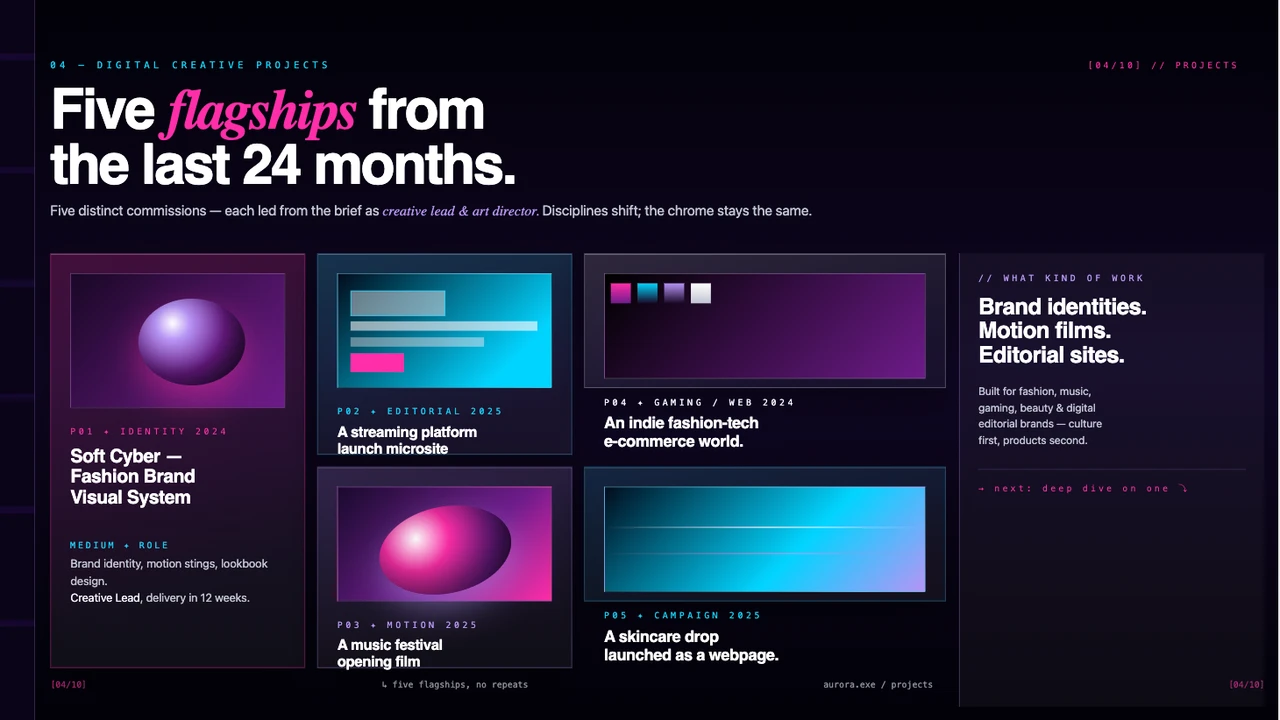 04 — DIGITAL CREATIVE PROJECTS
[04/10] // PROJECTS
Five flagships from
the last 24 months.
Five distinct commissions — each led from the brief as creative lead & art director. Disciplines shift; the chrome stays the same.
P01 ✦ IDENTITY 2024
Soft Cyber —
Fashion Brand
Visual System
MEDIUM ✦ ROLE
Brand identity, motion stings, lookbook
design.
Creative Lead, delivery in 12 weeks.
P02 ✦ EDITORIAL 2025
A streaming platform
launch microsite
P03 ✦ MOTION 2025
A music festival
opening film
P04 ✦ GAMING / WEB 2024
An indie fashion-tech
e-commerce world.
P05 ✦ CAMPAIGN 2025
A skincare drop
launched as a webpage.
// WHAT KIND OF WORK
Brand identities.
Motion films.
Editorial sites.
Built for fashion, music,
gaming, beauty & digital
editorial brands — culture
first, products second.
→ next: deep dive on one ⤵
[04/10]
↳ five flagships, no repeats
aurora.exe / projects
[04/10]